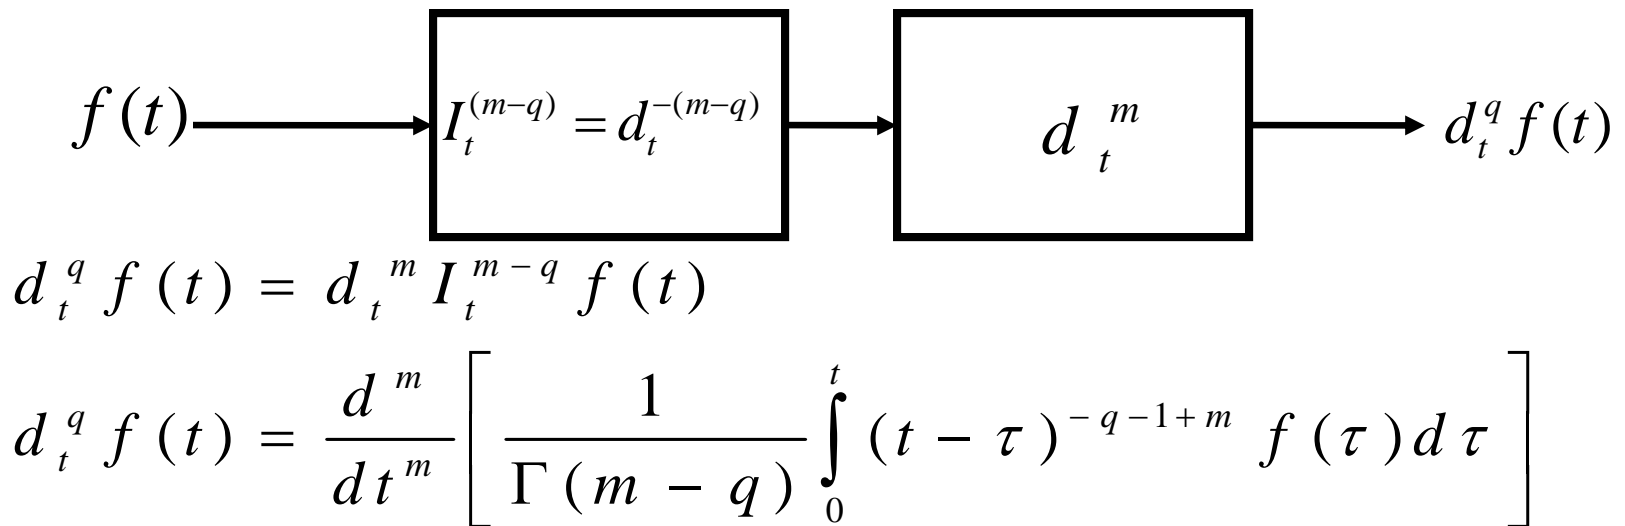 f(t) I_t^{(m-q)} = d_t^{-(m-q)} d_t^m d_t^q f(t)
d_t^q f(t) = d_t^m I_t^{m-q} f(t)
d_t^q f(t) = \frac{d^m}{dt^m} \left[ \frac{1}{\Gamma(m-q)} \int_0^t (t-\tau)^{-q-1+m} f(\tau) d\tau \right]